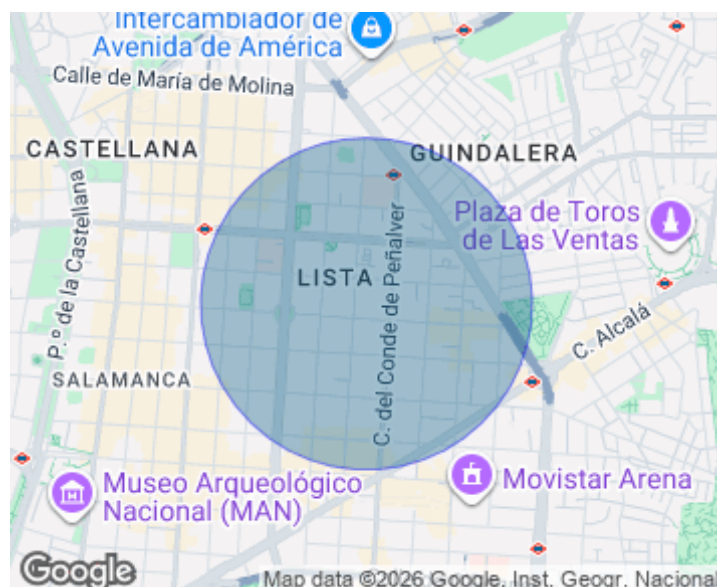 Intercambiador de
Avenida de América
Calle de María de Molina
CASTELLANA
GUINDALERA
P.º de la Castellana
Plaza de Toros
de Las Ventas
LISTA
C. del Conde de Peñalver
C. Alcalá
SALAMANCA
Museo Arqueológico
Nacional (MAN)
Movistar Arena
Google
Map data ©2026 Google, Inst. Geogr. Nacional